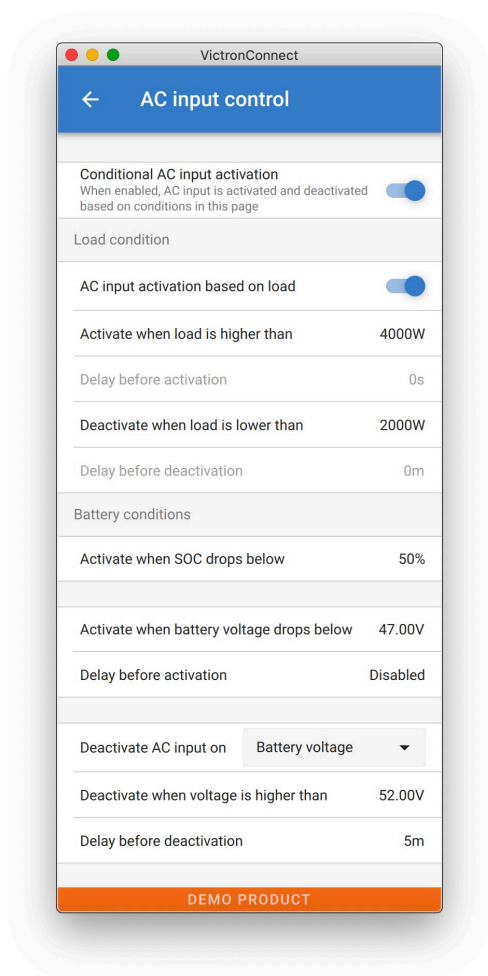 VictronConnect
AC input control
Conditional AC input activation
When enabled, AC input is activated and deactivated
based on conditions in this page
Load condition
AC input activation based on load
Activate when load is higher than 4000W
Delay before activation 0s
Deactivate when load is lower than 2000W
Delay before deactivation 0m
Battery conditions
Activate when SOC drops below 50%
Activate when battery voltage drops below 47.00V
Delay before activation Disabled
Deactivate AC input on Battery voltage
Deactivate when voltage is higher than 52.00V
Delay before deactivation 5m
DEMO PRODUCT